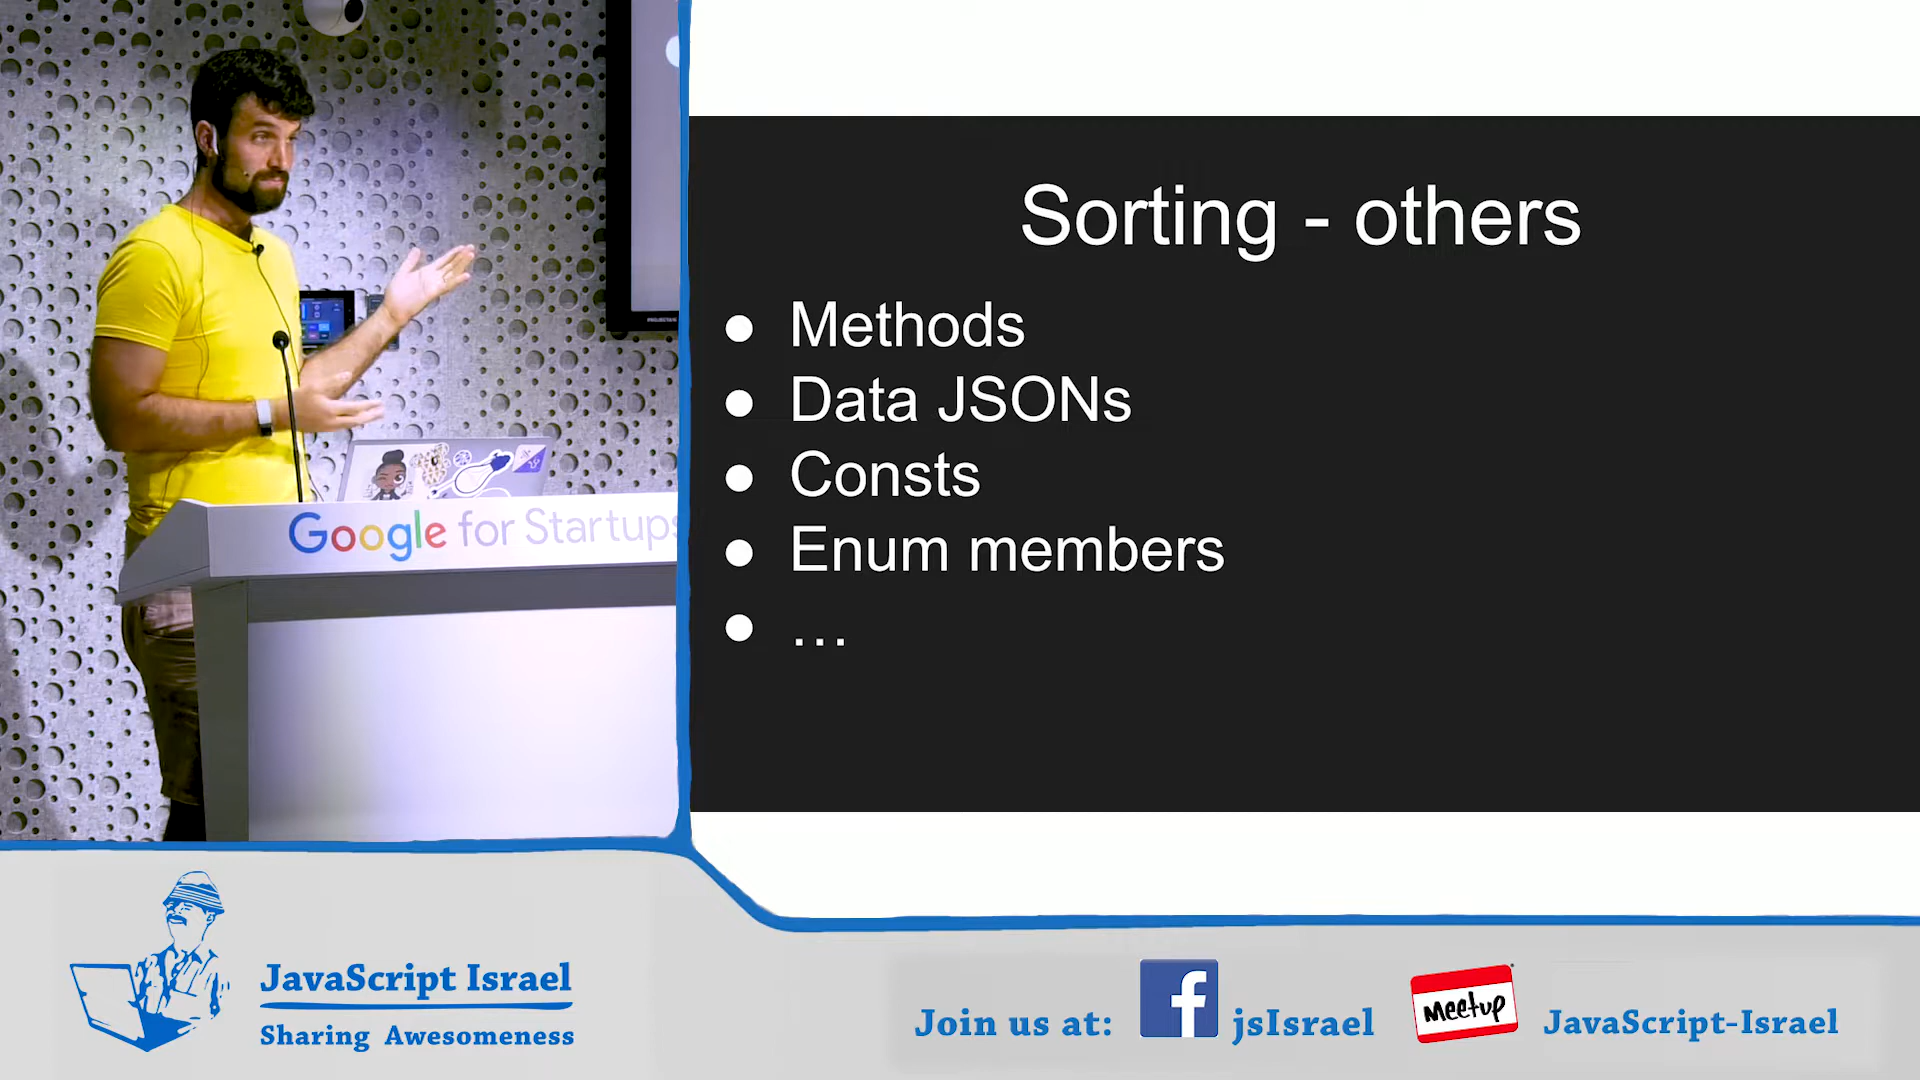 Sorting - others
Methods
Data JSONs
Consts
Enum members
...
Google for Startups
JavaScript Israel
Sharing Awesomeness
Join us at:
jsIsrael
meetup
JavaScript-Israel